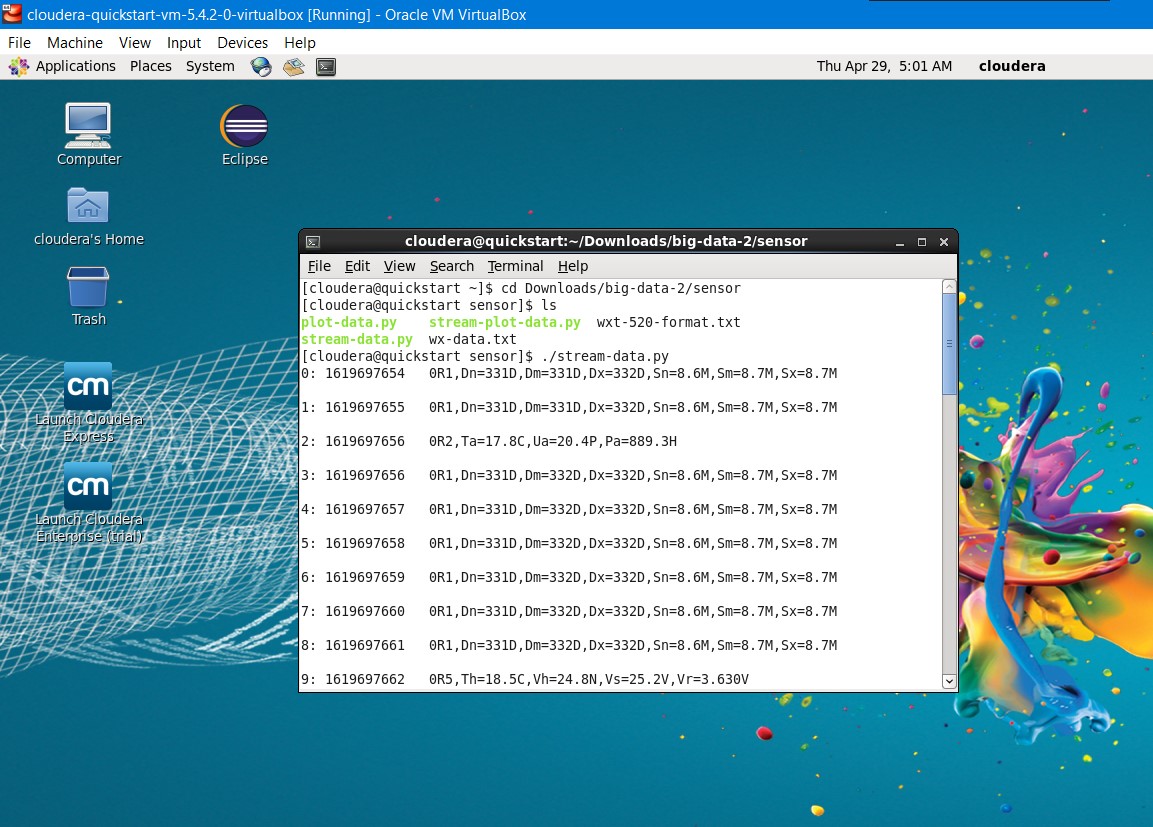 cloudera-quickstart-vm-5.4.2-0-virtualbox [Running] - Oracle VM VirtualBox
File Machine View Input Devices Help
Applications Places System Thu Apr 29, 5:01 AM cloudera
Computer
Eclipse
cloudera's Home
Trash
cm
Launch Cloudera
Express
cm
Launch Cloudera
Enterprise (trial)
cloudera@quickstart:~/Downloads/big-data-2/sensor
File Edit View Search Terminal Help
[cloudera@quickstart ~]$ cd Downloads/big-data-2/sensor
[cloudera@quickstart sensor]$ ls
plot-data.py stream-plot-data.py wxt-520-format.txt
stream-data.py wx-data.txt
[cloudera@quickstart sensor]$ ./stream-data.py
0: 1619697654 0R1,Dn=331D,Dm=331D,Dx=332D,Sn=8.6M,Sm=8.7M,Sx=8.7M
1: 1619697655 0R1,Dn=331D,Dm=331D,Dx=332D,Sn=8.6M,Sm=8.7M,Sx=8.7M
2: 1619697656 0R2,Ta=17.8C,Ua=20.4P,Pa=889.3H
3: 1619697656 0R1,Dn=331D,Dm=332D,Dx=332D,Sn=8.6M,Sm=8.7M,Sx=8.7M
4: 1619697657 0R1,Dn=331D,Dm=332D,Dx=332D,Sn=8.6M,Sm=8.7M,Sx=8.7M
5: 1619697658 0R1,Dn=331D,Dm=332D,Dx=332D,Sn=8.6M,Sm=8.7M,Sx=8.7M
6: 1619697659 0R1,Dn=331D,Dm=332D,Dx=332D,Sn=8.6M,Sm=8.7M,Sx=8.7M
7: 1619697660 0R1,Dn=331D,Dm=332D,Dx=332D,Sn=8.6M,Sm=8.7M,Sx=8.7M
8: 1619697661 0R1,Dn=331D,Dm=332D,Dx=332D,Sn=8.6M,Sm=8.7M,Sx=8.7M
9: 1619697662 0R5,Th=18.5C,Vh=24.8N,Vs=25.2V,Vr=3.630V